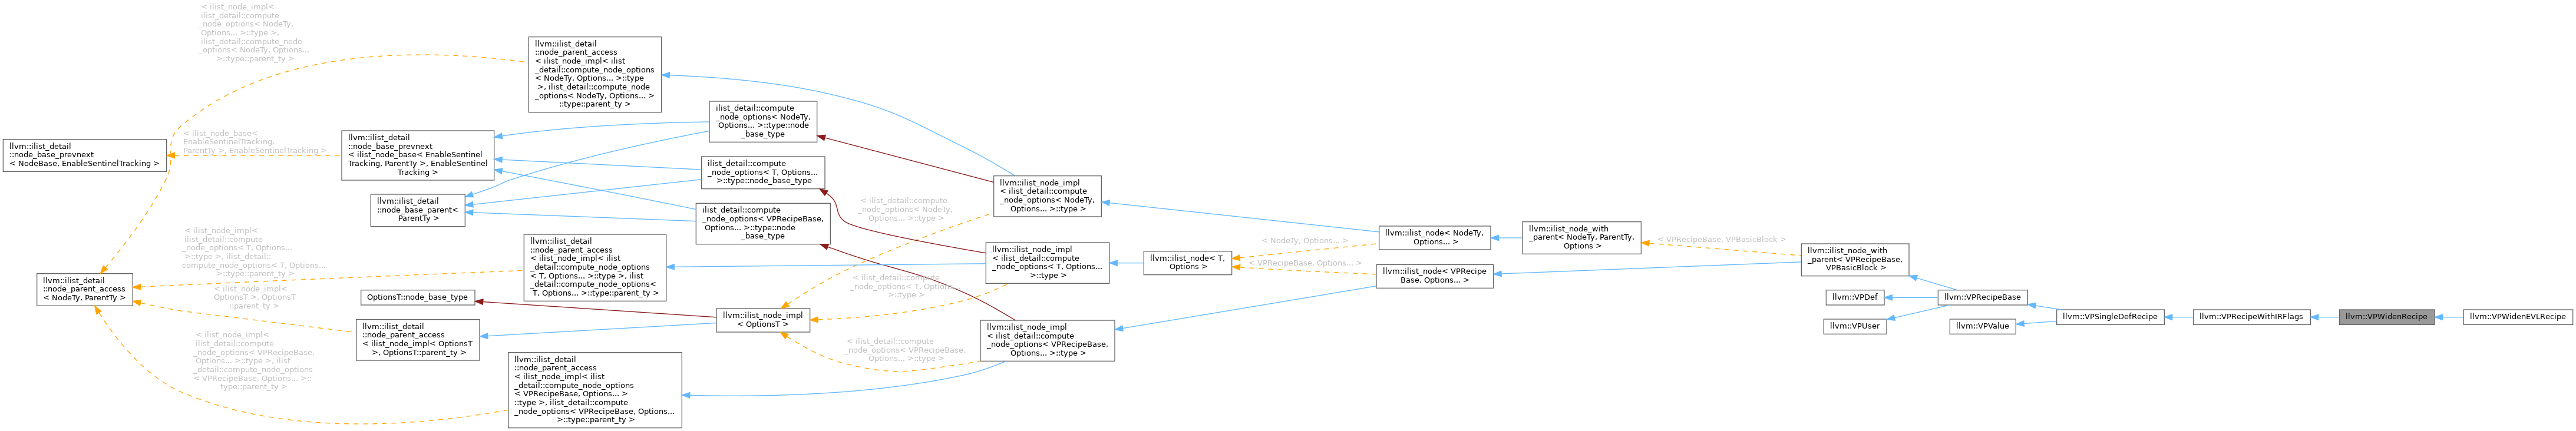 < ilist_node_impl<
ilist_detail::compute
_node_options< NodeTy,
Options... >::type >,
ilist_detail::compute_node
_options< NodeTy, Options...
>::type::parent_ty >
llvm::ilist_detail
::node_base_prevnext
< NodeBase, EnableSentinelTracking >
< ilist_node_base<
EnableSentinelTracking,
ParentTy >, EnableSentinelTracking >
< ilist_node_impl<
ilist_detail::compute
_node_options< T, Options...
>::type >, ilist_detail::
compute_node_options< T, Options...
>::type::parent_ty >
llvm::ilist_detail
::node_parent_access
< NodeTy, ParentTy >
< ilist_node_impl<
OptionsT >, OptionsT
::parent_ty >
< ilist_node_impl<
ilist_detail::compute
_node_options< VPRecipeBase,
Options... >::type >, ilist
_detail::compute_node_options
< VPRecipeBase, Options... >::
type::parent_ty >
llvm::ilist_detail
::node_base_prevnext
< ilist_node_base< EnableSentinel
Tracking, ParentTy >, EnableSentinel
Tracking >
llvm::ilist_detail
::node_base_parent<
ParentTy >
OptionsT::node_base_type
llvm::ilist_detail
::node_parent_access
< ilist_node_impl< OptionsT
>, OptionsT::parent_ty >
llvm::ilist_detail
::node_parent_access
< ilist_node_impl< ilist
_detail::compute_node_options
< NodeTy, Options... >::type
>, ilist_detail::compute_node
_options< NodeTy, Options... >
::type::parent_ty >
llvm::ilist_detail
::node_parent_access
< ilist_node_impl< ilist
_detail::compute_node_options
< T, Options... >::type >, ilist
_detail::compute_node_options<
T, Options... >::type::parent_ty >
llvm::ilist_detail
::node_parent_access
< ilist_node_impl< ilist
_detail::compute_node_options
< VPRecipeBase, Options... >
::type >, ilist_detail::compute
_node_options< VPRecipeBase, Options...
>::type::parent_ty >
ilist_detail::compute
_node_options< NodeTy,
Options... >::type::node
_base_type
ilist_detail::compute
_node_options< T, Options...
>::type::node_base_type
ilist_detail::compute
_node_options< VPRecipeBase,
Options... >::type::node
_base_type
llvm::ilist_node_impl
< OptionsT >
< ilist_detail::compute
_node_options< NodeTy,
Options... >::type >
< ilist_detail::compute
_node_options< T, Options...
>::type >
< ilist_detail::compute
_node_options< VPRecipeBase,
Options... >::type >
llvm::ilist_node_impl
< ilist_detail::compute
_node_options< NodeTy,
Options... >::type >
llvm::ilist_node_impl
< ilist_detail::compute
_node_options< T, Options...
>::type >
llvm::ilist_node_impl
< ilist_detail::compute
_node_options< VPRecipeBase,
Options... >::type >
llvm::ilist_node< T,
Options >
< NodeTy, Options... >
< VPRecipeBase, Options... >
llvm::ilist_node< NodeTy,
Options... >
llvm::ilist_node< VPRecipe
Base, Options... >
llvm::ilist_node_with
_parent< NodeTy, ParentTy,
Options >
< VPRecipeBase, VPBasicBlock >
llvm::ilist_node_with
_parent< VPRecipeBase,
VPBasicBlock >
llvm::VPDef
llvm::VPUser
llvm::VPRecipeBase
llvm::VPValue
llvm::VPSingleDefRecipe
llvm::VPRecipeWithIRFlags
llvm::VPWidenRecipe
llvm::VPWidenEVLRecipe